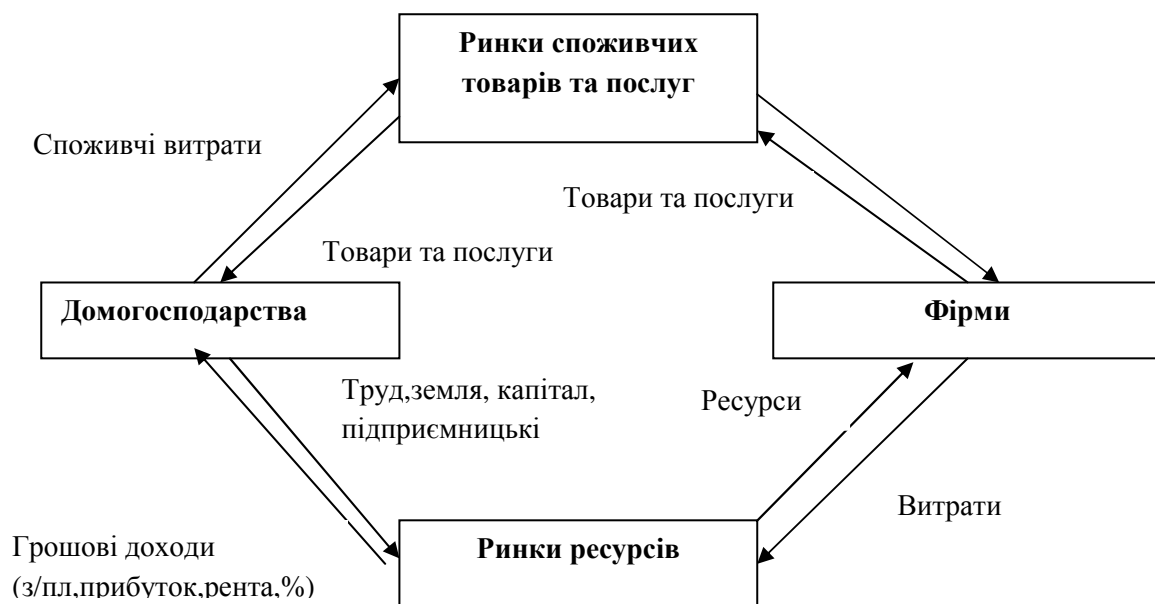 Ринки споживчих
товарів та послуг
Споживчі витрати
Товари та послуги
Товари та послуги
Домогосподарства
Фірми
Труд,земля, капітал,
підприємницькі
Ресурси
Витрати
Ринки ресурсів
Грошові доходи
(з/пл,прибуток,рента,%)